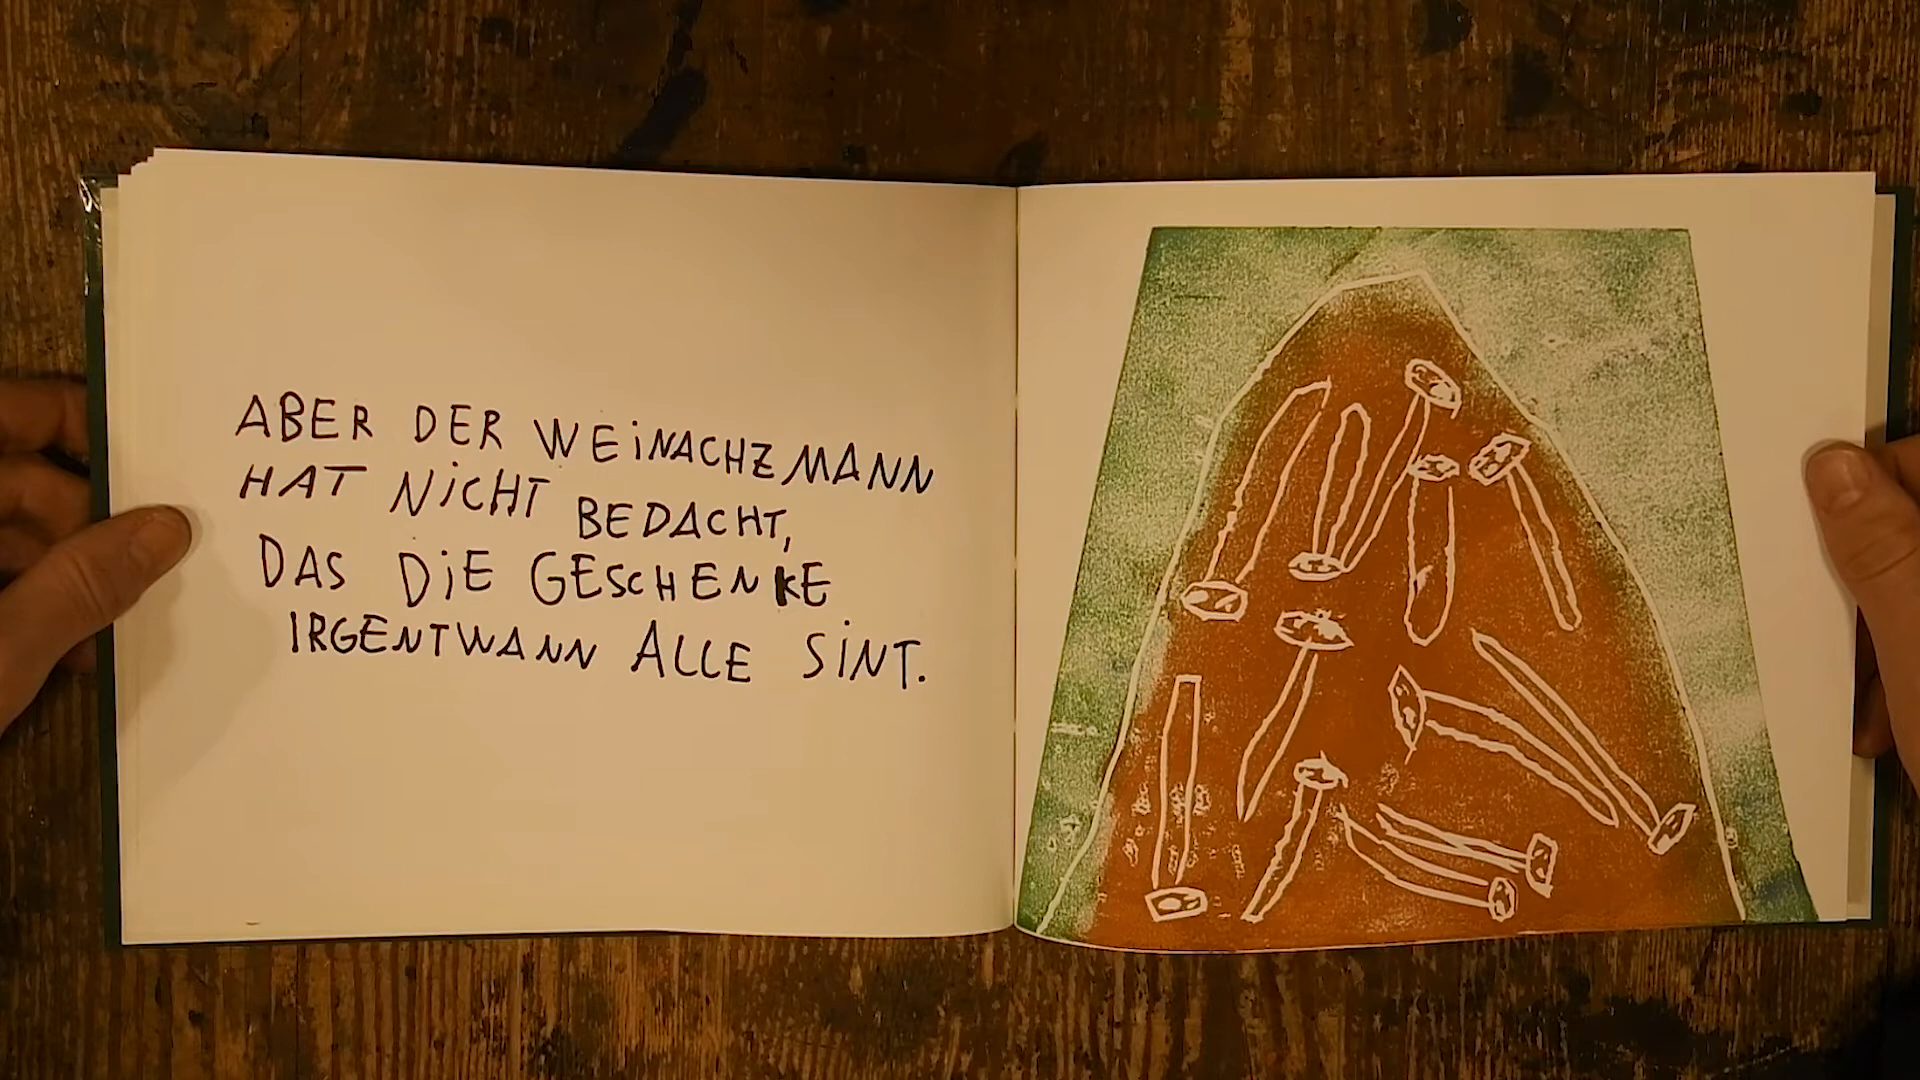 ABER DER WEiNACHZMANN
HAT NiCHT BEDACHT,
DAS DiE GESCHENKE
IRGENTWANN ALLE SiNT.